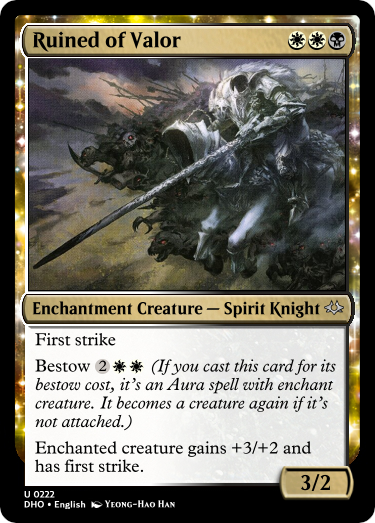 Ruined of Valor
Enchantment Creature — Spirit Knight
First strike
Bestow 2 (If you cast this card for its
bestow cost, it's an Aura spell with enchant
creature. It becomes a creature again if it's
not attached.)
Enchanted creature gains +3/+2 and
has first strike.
3/2
U 0222
DHO • English Yeong-Hao Han